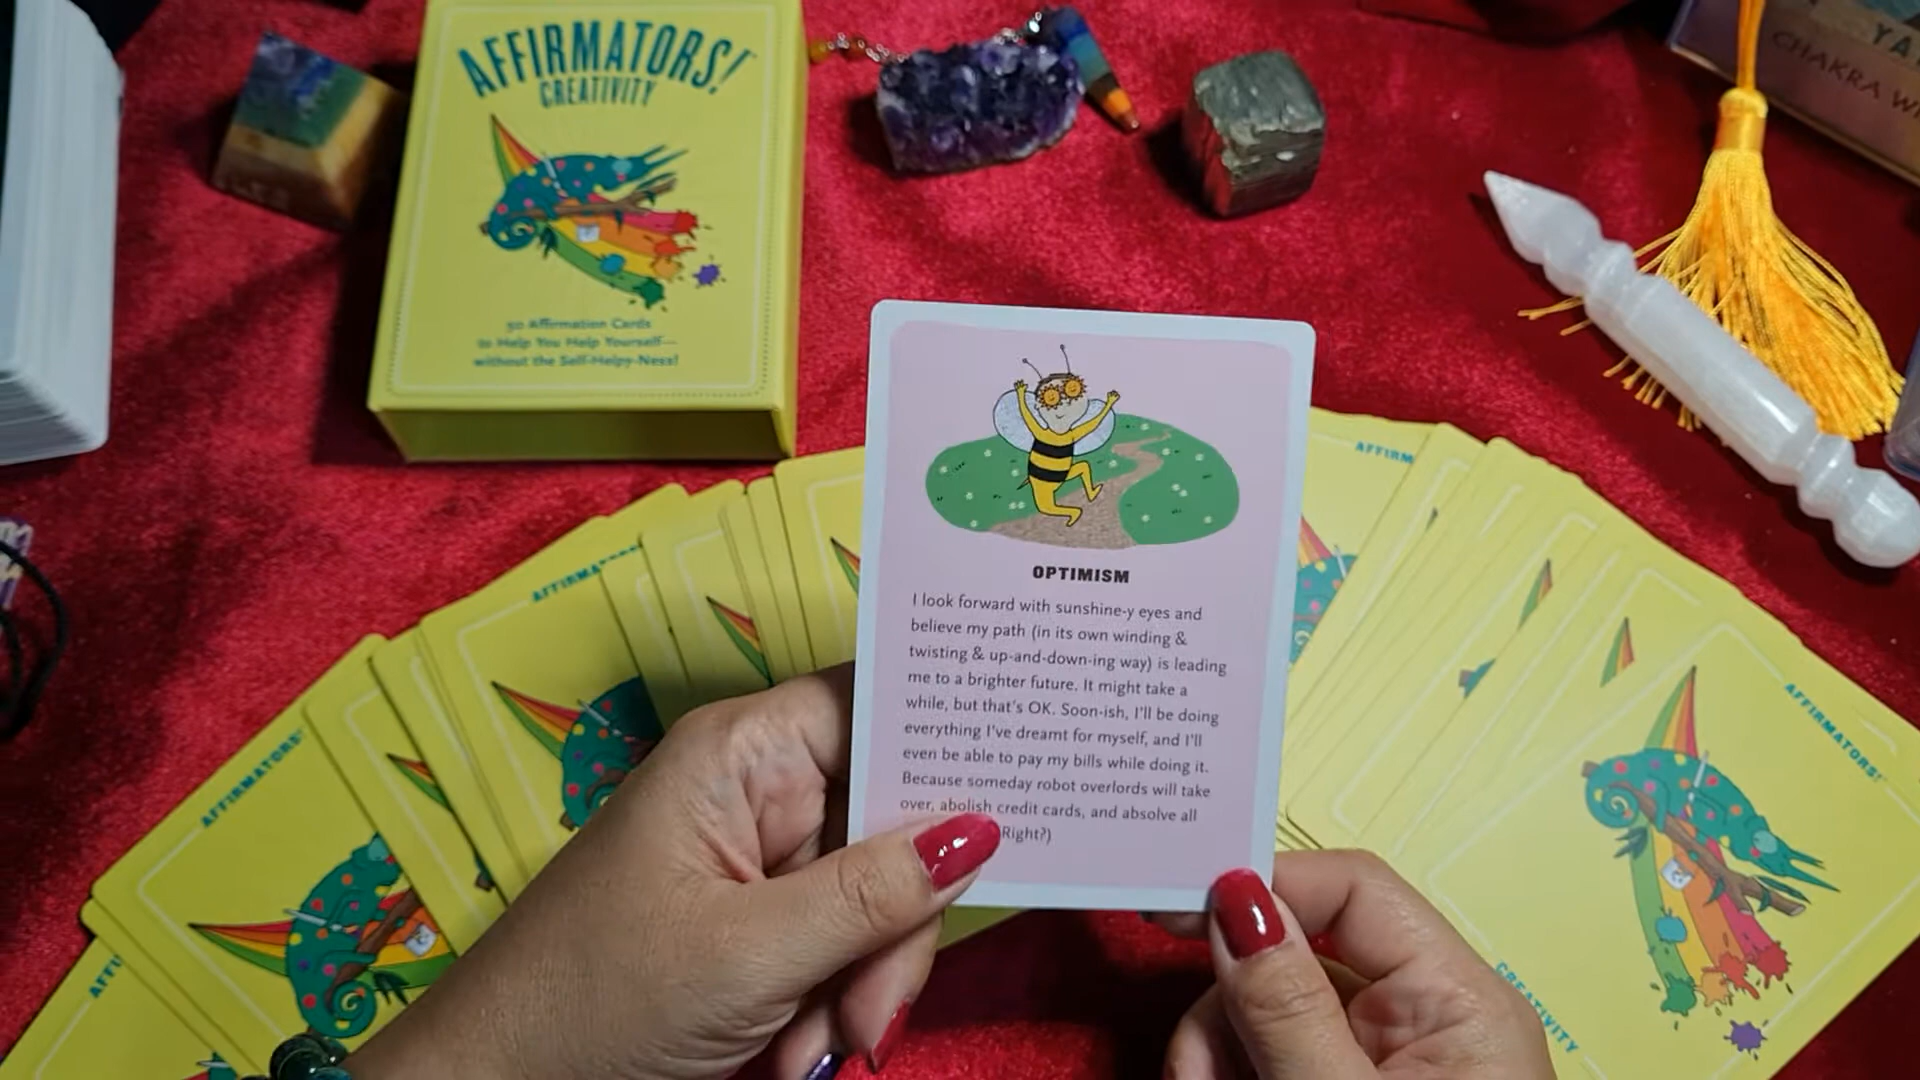 AFFIRMATORS!™
CREATIVITY
50 Affirmation Cards
to Help You Help Yourself—
without the Self-Helpy-Ness!
CHAKRA W
OPTIMISM
I look forward with sunshine-y eyes and
believe my path (in its own winding &
twisting & up-and-down-ing way) is leading
me to a brighter future. It might take a
while, but that's OK. Soon-ish, I'll be doing
everything I've dreamt for myself, and I'll
even be able to pay my bills while doing it.
Because someday robot overlords will take
over, abolish credit cards, and absolve all
Right?)
AFFIRM
AFFIRMATORS!
AFFIRMATORS!
AFFIRMATORS!
CREATIVITY